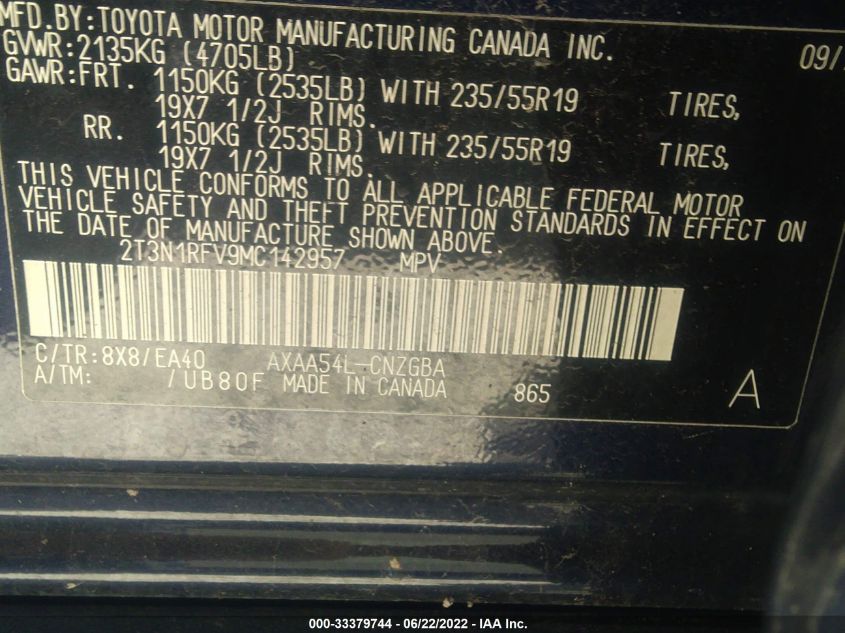 MFD.BY:TOYOTA MOTOR MANUFACTURING CANADA INC.
GVWR:2135KG (4705LB) 09/
GAWR:FRT. 1150KG (2535LB) WITH 235/55R19 TIRES,
19X7 1/2J RIMS.
RR. 1150KG (2535LB) WITH 235/55R19 TIRES,
19X7 1/2J RIMS.
THIS VEHICLE CONFORMS TO ALL APPLICABLE FEDERAL MOTOR
VEHICLE SAFETY AND THEFT PREVENTION STANDARDS IN EFFECT ON
THE DATE OF MANUFACTURE SHOWN ABOVE.
2T3N1RFV9MC142957 MPV
C/TR:8X8/EA40 AXAA54L-CNZGBA
A/TM: /UB80F MADE IN CANADA 865 A
000-33379744 - 06/22/2022 - IAA Inc.